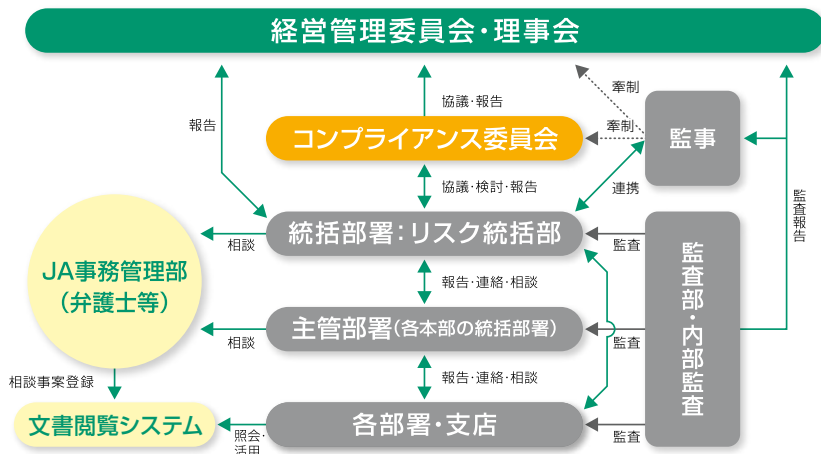 経営管理委員会・理事会
報告
協議・報告
牽制
コンプライアンス委員会
牽制
監事
協議・検討・報告
連携
監査報告
統括部署：リスク統括部
相談
監査
JA事務管理部
（弁護士等）
報告・連絡・相談
監査部・内部監査
主管部署（各本部の統括部署）
相談
監査
相談事案登録
報告・連絡・相談
文書閲覧システム
照会・
活用
各部署・支店
監査